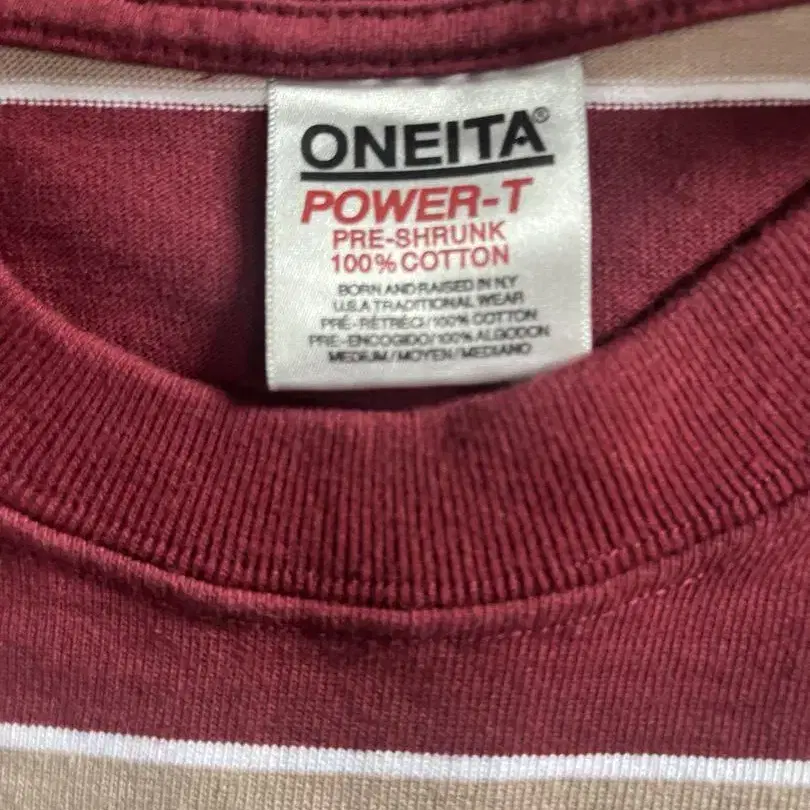 ONEITA®
POWER-T
PRE-SHRUNK
100% COTTON
BORN AND RAISED IN NY
U.S.A TRADITIONAL WEAR
PRÉ-RÉTRÉCI/100% COTTON
PRE-ENCOGIDO/100% ALGODON
MEDIUM/MOYEN/MEDIANO